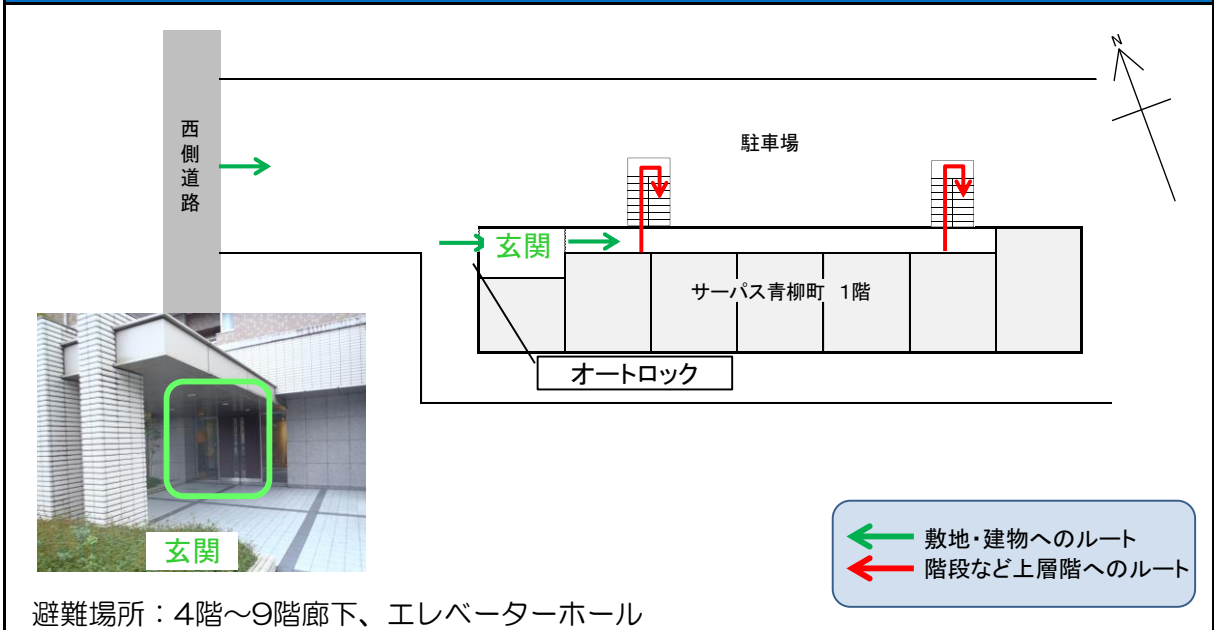 N
西側道路
駐車場
玄関
サーパス青柳町 1階
オートロック
玄関
敷地・建物へのルート
階段など上層階へのルート
避難場所：4階～9階廊下、エレベーターホール